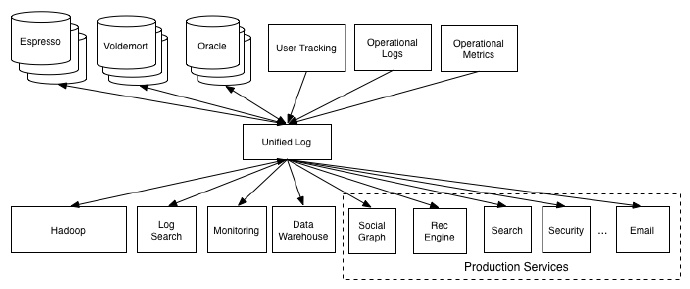 Espresso
Voldemort
Oracle
User Tracking
Operational
Logs
Operational
Metrics
Unified Log
Hadoop
Log
Search
Monitoring
Data
Warehouse
Social
Graph
Rec
Engine
Search
Security
...
Email
Production Services